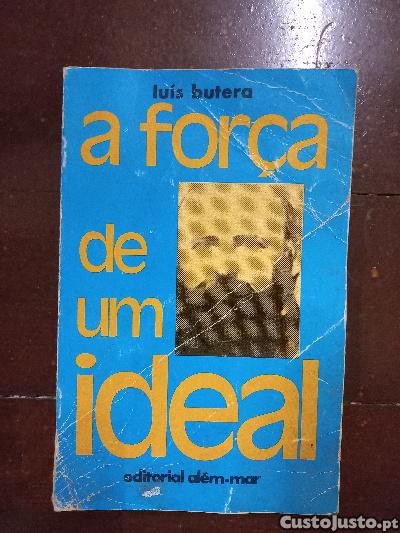 luís butera
a força
de
um
ideal
editorial além-mar
CustoJusto.pt